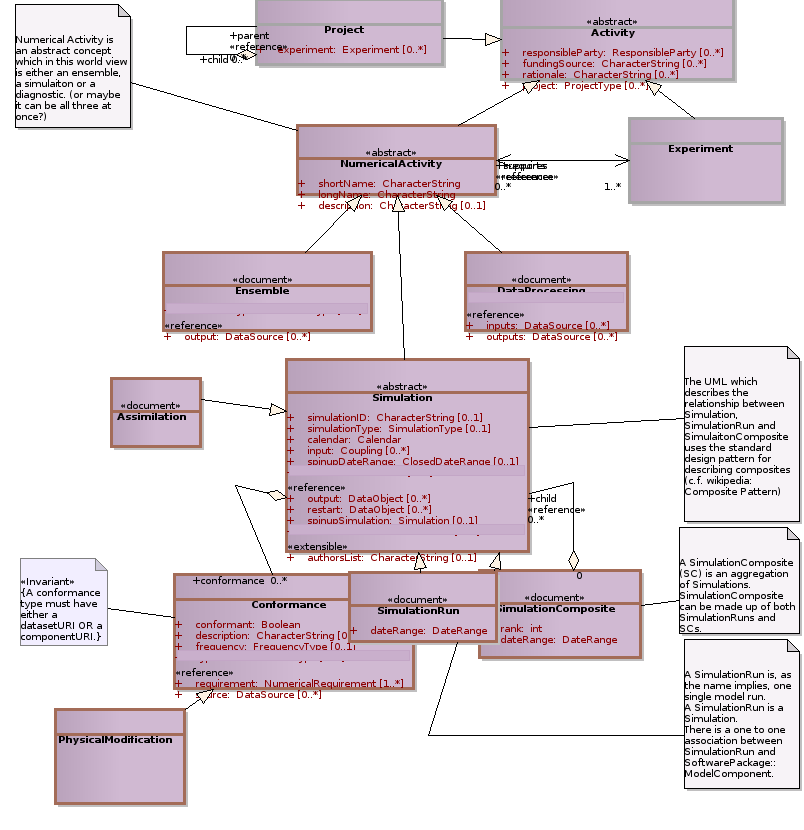 Numerical Activity is
an abstract concept
which in this world view
is either an ensemble,
a simulaiton or a
diagnostic. (or maybe
it can be all three at
once?)
Project
experiment: Experiment [0..*]
+parent
«reference»
+child 0..*
«abstract»
Activity
+ responsibleParty: ResponsibleParty [0..*]
+ fundingSource: CharacterString [0..*]
+ rationale: CharacterString [0..*]
+ project: ProjectType [0..*]
«abstract»
NumericalActivity
+ shortName: CharacterString
+ longName: CharacterString
+ description: CharacterString [0..1]
+supports
«reference»
0..*
1..*
Experiment
«document»
Ensemble
«reference»
+ output: DataSource [0..*]
«document»
DataProcessing
«reference»
+ inputs: DataSource [0..*]
+ outputs: DataSource [0..*]
«document»
Assimilation
«abstract»
Simulation
+ simulationID: CharacterString [0..1]
+ simulationType: SimulationType [0..1]
+ calendar: Calendar
+ input: Coupling [0..*]
+ spinupDateRange: ClosedDateRange [0..1]
«reference»
+ output: DataObject [0..*]
+ restart: DataObject [0..*]
+ spinupSimulation: Simulation [0..1]
«extensible»
+ authorsList: CharacterString [0..1]
+child
«reference»
0..*
0
The UML which
describes the
relationship between
Simulation,
SimulationRun and
SimulaitonComposite
uses the standard
design pattern for
describing composites
(c.f. wikipedia:
Composite Pattern)
«Invariant»
{A conformance
type must have
either a
datasetURI OR a
componentURI.}
+conformance 0..*
Conformance
+ conformant: Boolean
+ description: CharacterString [0
+ frequency: FrequencyType [0..1]
«reference»
+ requirement: NumericalRequirement [1..*]
+ source: DataSource [0..*]
«document»
SimulationRun
+ dateRange: DateRange
«document»
SimulationComposite
rank: int
dateRange: DateRange
A SimulationComposite
(SC) is an aggregation
of Simulations.
SimulationComposite
can be made up of both
SimulationRuns and
SCs.
A SimulationRun is, as
the name implies, one
single model run.
A SimulationRun is a
Simulation.
There is a one to one
association between
SimulationRun and
SoftwarePackage::
ModelComponent.
PhysicalModification